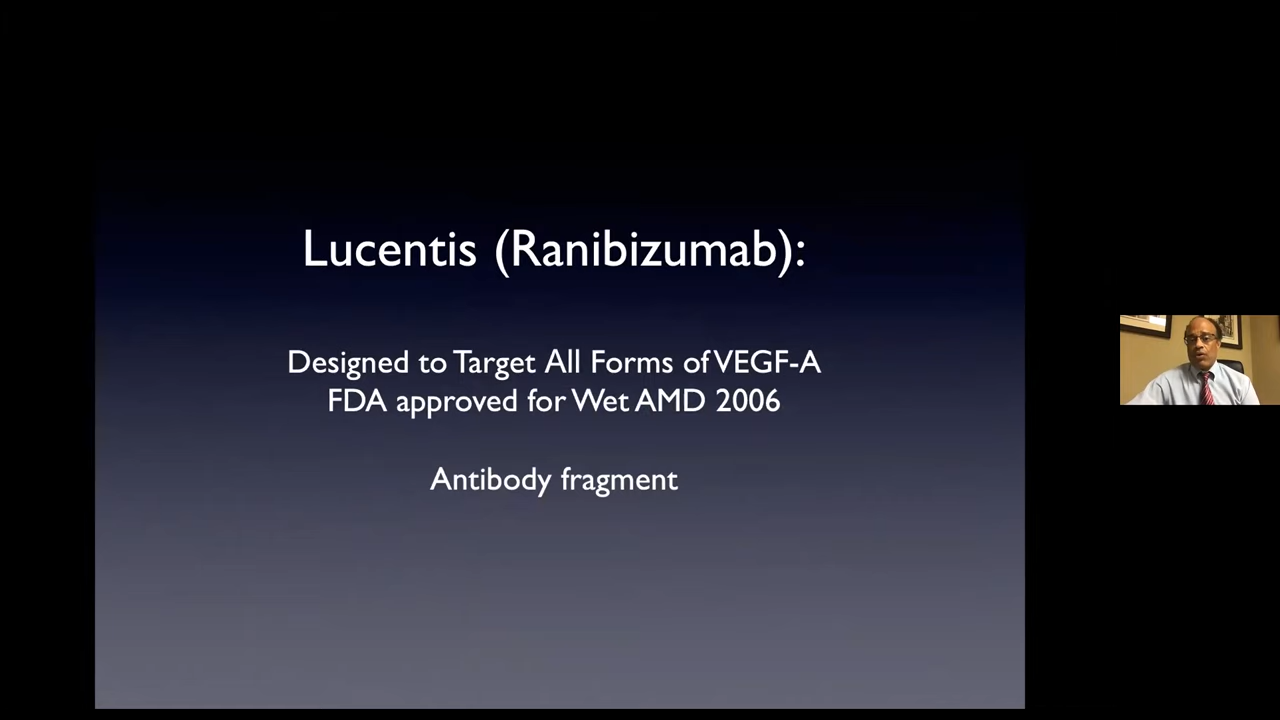 Lucentis (Ranibizumab):
Designed to Target All Forms of VEGF-A
FDA approved for Wet AMD 2006
Antibody fragment